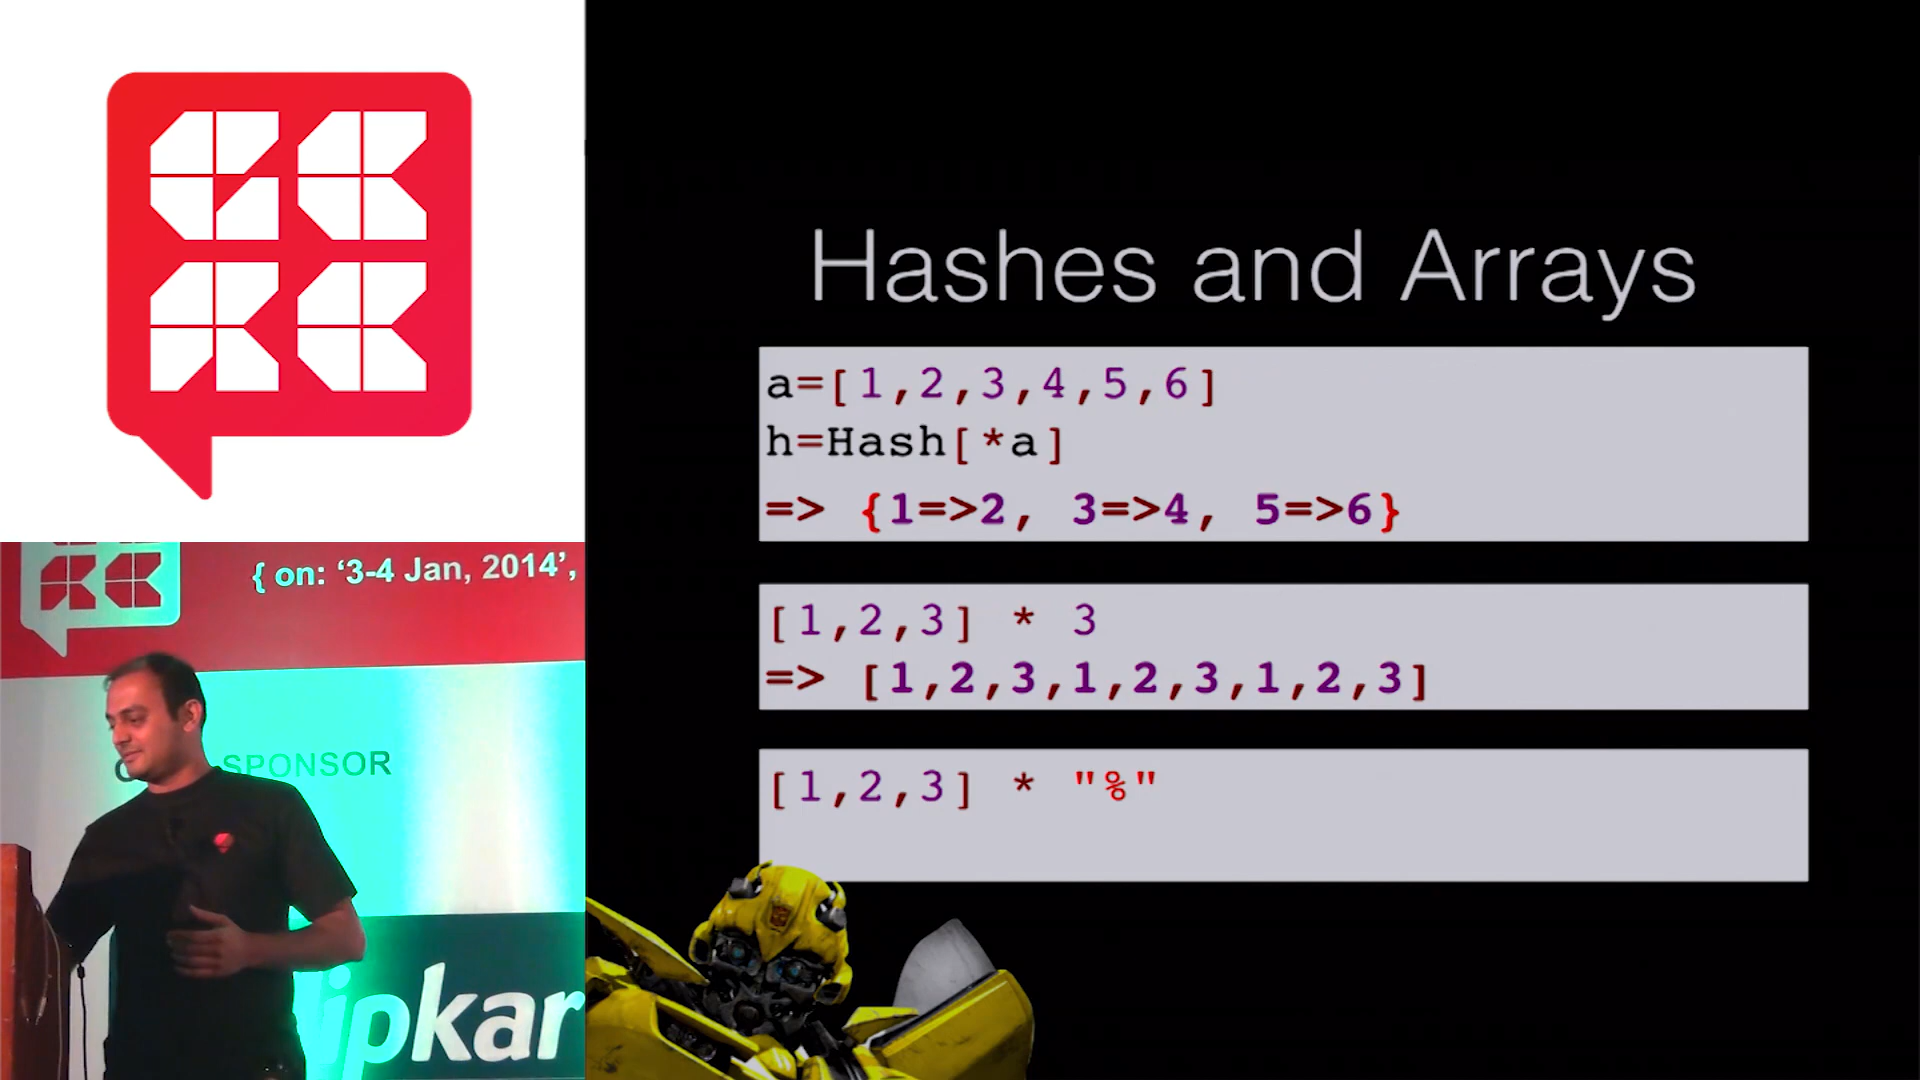 Hashes and Arrays
a=[1,2,3,4,5,6]
h=Hash[*a]
=> {1=>2, 3=>4, 5=>6}
[1,2,3] * 3
=> [1,2,3,1,2,3,1,2,3]
[1,2,3] * "%"
{ on: ‘3-4 Jan, 2014’,
SPONSOR